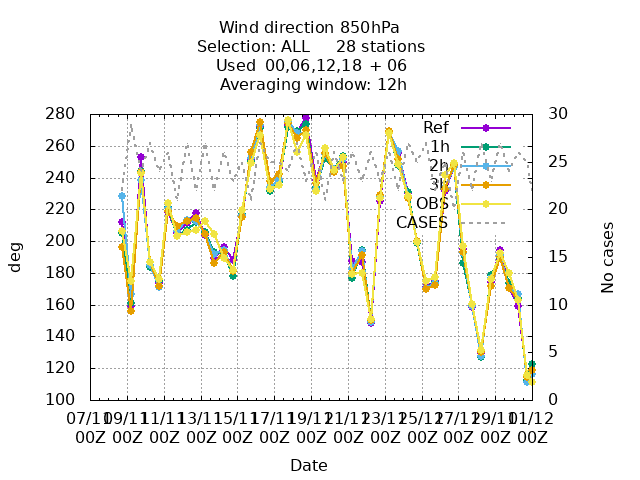 Wind direction 850hPa
Selection: ALL 28 stations
Used 00,06,12,18 + 06
Averaging window: 12h
280 30
260 25
240
220 20
200 15
180
160 10
140
120 5
100 0
Ref
1h
2h
3h
OBS
CASES
deg
No cases
07/11 09/11 11/11 13/11 15/11 17/11 19/11 21/11 23/11 25/11 27/11 29/11 01/12
00Z 00Z 00Z 00Z 00Z 00Z 00Z 00Z 00Z 00Z 00Z 00Z 00Z
Date